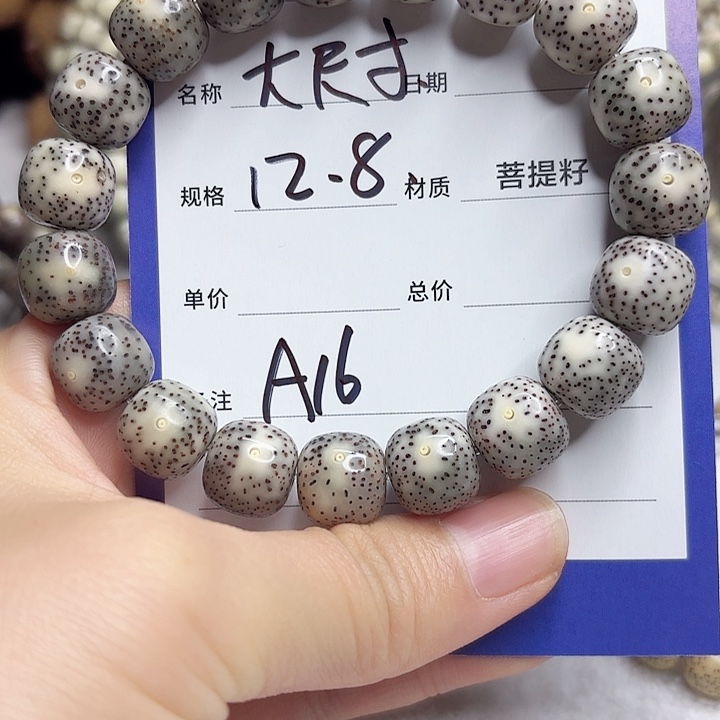 名称 大尺寸 日期
规格 12.8 材质 菩提籽
单价 总价
注 A16